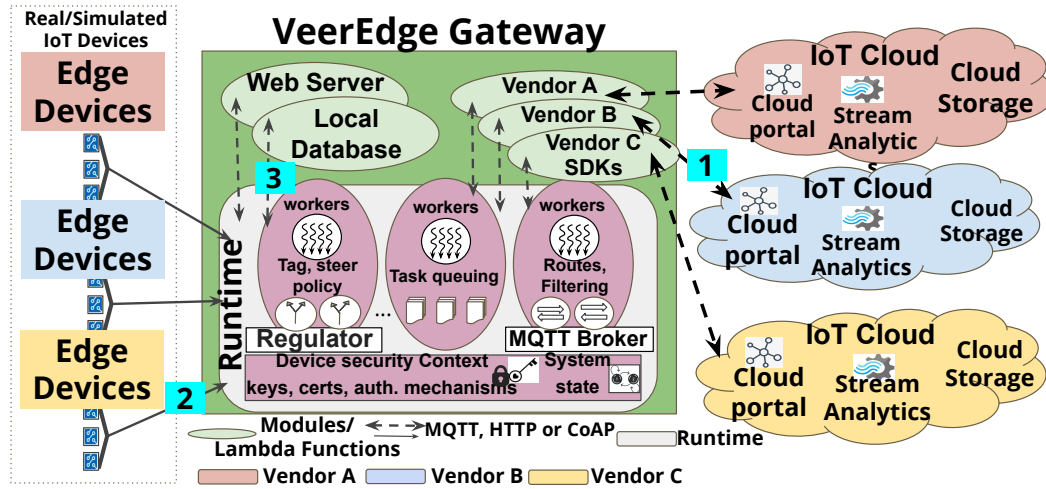 Real/Simulated
IoT Devices
Edge
Devices
Edge
Devices
Edge
Devices
2
VeerEdge Gateway
Web Server
Local
Database
Vendor A
Vendor B
Vendor C
SDKs
3
1
Runtime
workers
Tag, steer
policy
Regulator
...
workers
Task queuing
workers
Routes,
Filtering
MQTT Broker
Device security Context
keys, certs, auth. mechanisms
System
state
IoT Cloud
Cloud
portal
Stream
Analytic
s
Cloud
Storage
IoT Cloud
Cloud
portal
Stream
Analytics
Cloud
Storage
IoT Cloud
Cloud
portal
Stream
Analytics
Cloud
Storage
Modules/
Lambda Functions
MQTT, HTTP or CoAP
Runtime
Vendor A
Vendor B
Vendor C